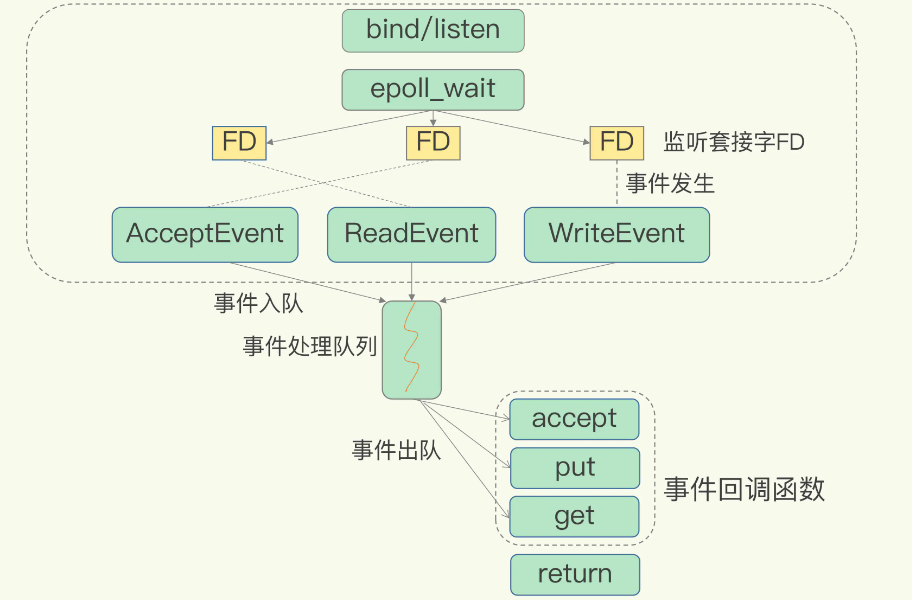 bind/listen
epoll_wait
FD
FD
FD
监听套接字FD
事件发生
AcceptEvent
ReadEvent
WriteEvent
事件入队
事件处理队列
accept
事件出队
put
事件回调函数
get
return